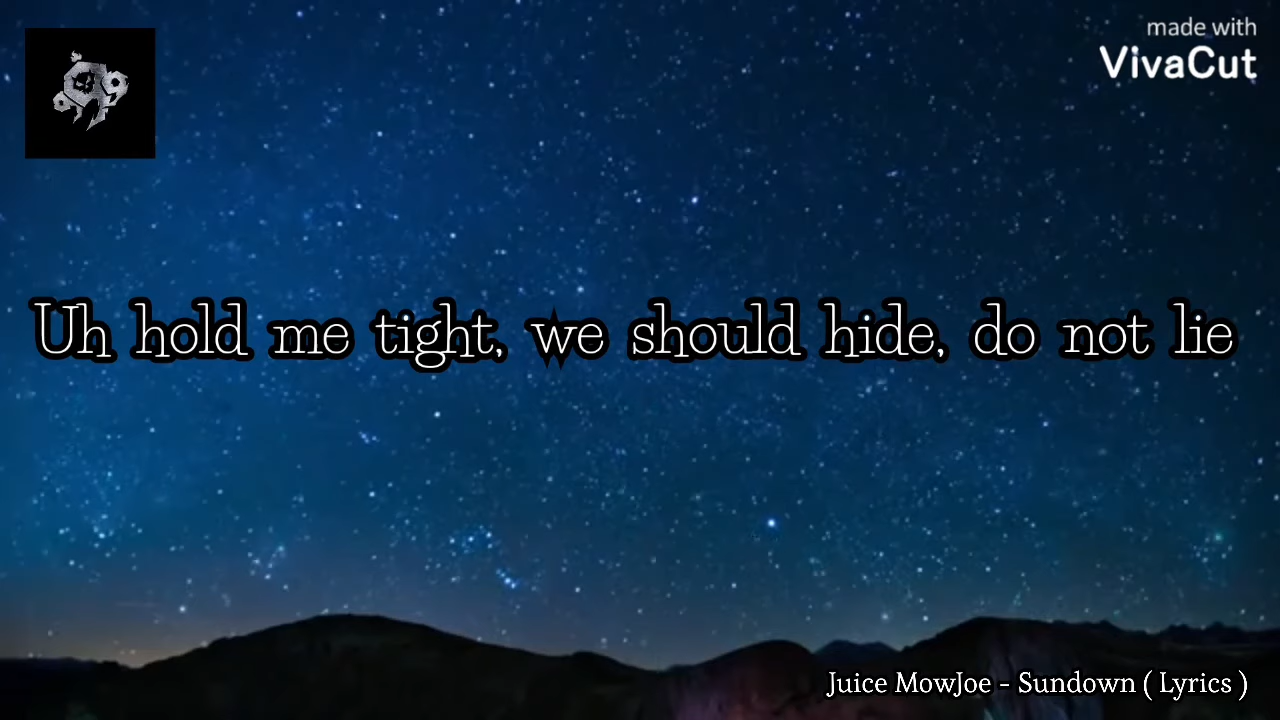 made with
VivaCut
Uh hold me tight, we should hide, do not lie
Juice MowJoe - Sundown ( Lyrics )